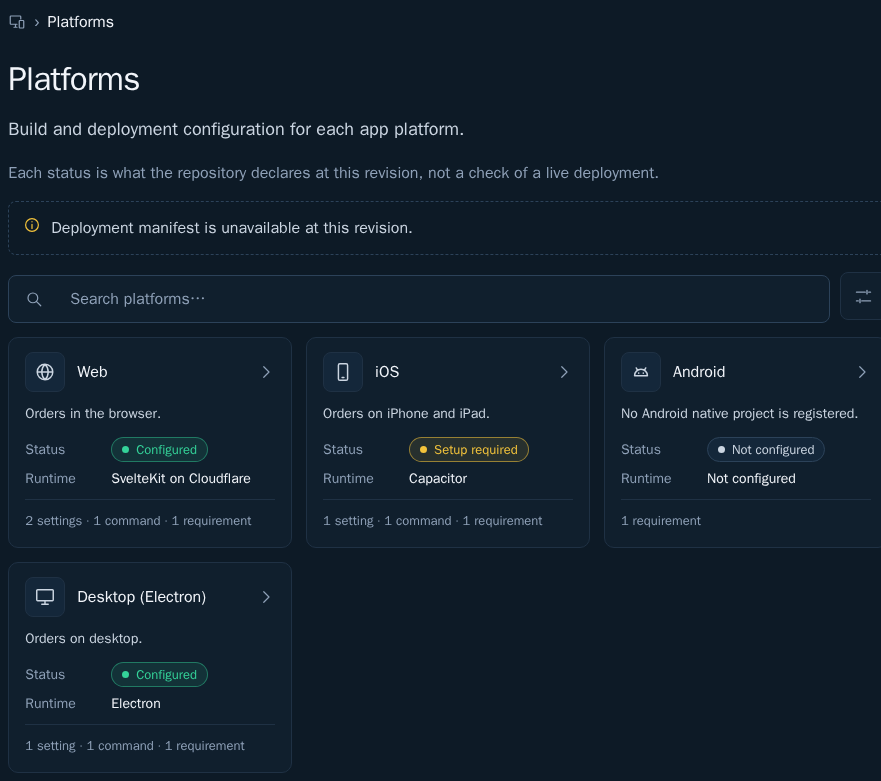 › Platforms
Platforms
Build and deployment configuration for each app platform.
Each status is what the repository declares at this revision, not a check of a live deployment.
Deployment manifest is unavailable at this revision.
Search platforms···
Web
Orders in the browser.
Status Configured
Runtime SvelteKit on Cloudflare
2 settings · 1 command · 1 requirement
iOS
Orders on iPhone and iPad.
Status Setup required
Runtime Capacitor
1 setting · 1 command · 1 requirement
Android
No Android native project is registered.
Status Not configured
Runtime Not configured
1 requirement
Desktop (Electron)
Orders on desktop.
Status Configured
Runtime Electron
1 setting · 1 command · 1 requirement